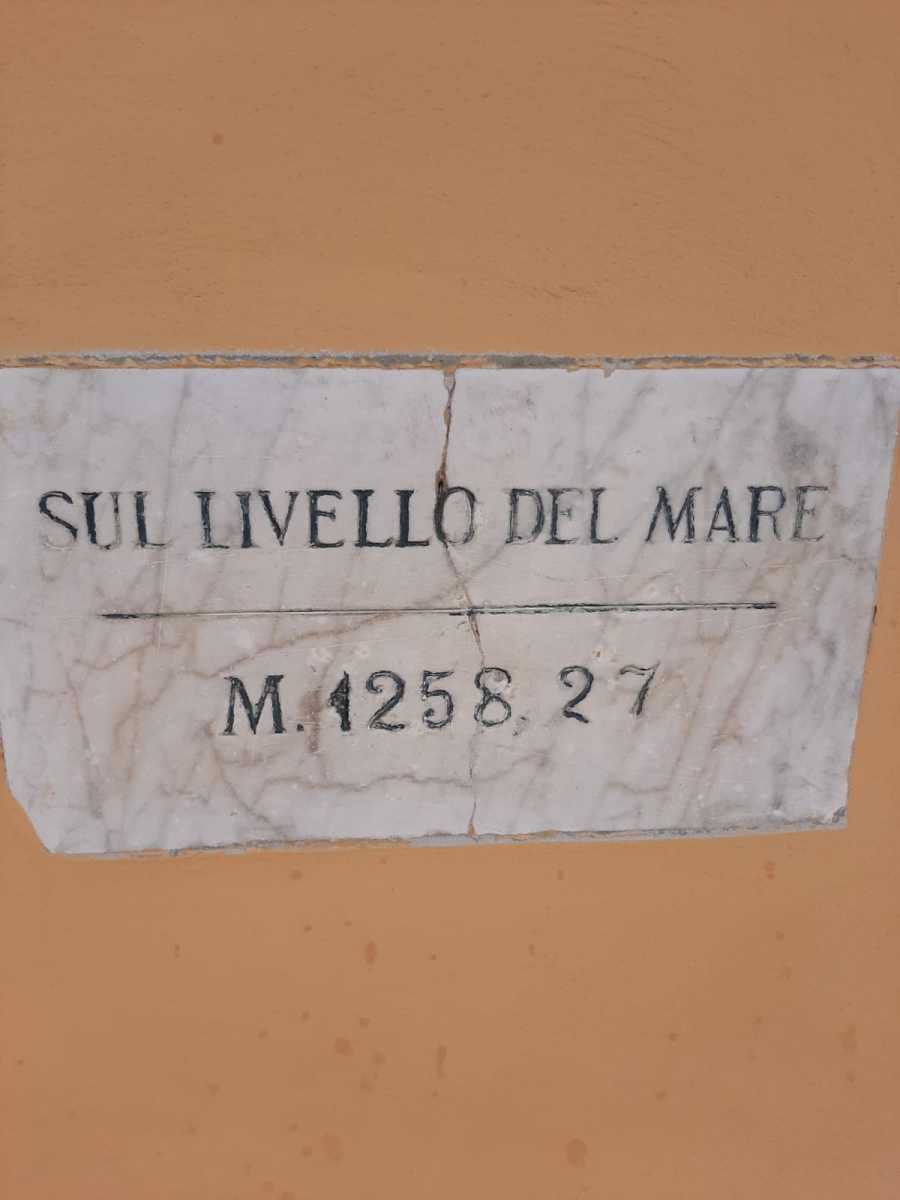 SUL LIVELLO DEL MARE
M. 1258.27